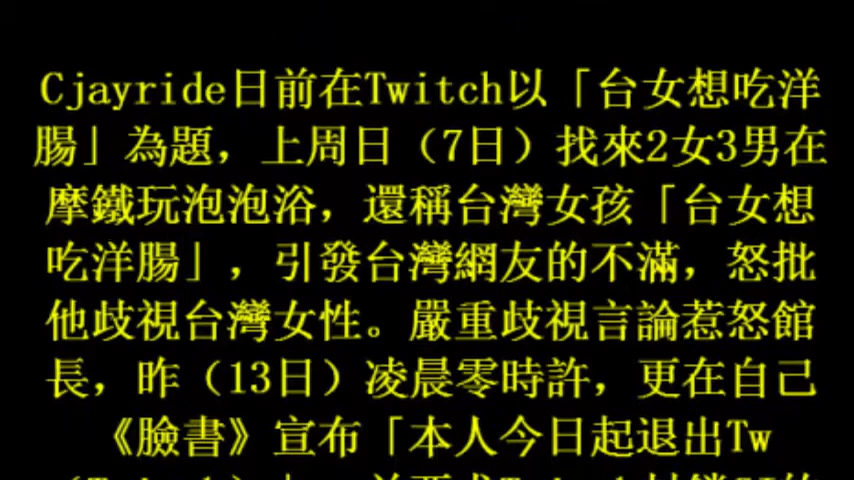 Cjayride日前在Twitch以「台女想吃洋
腸」為題，上周日（7日）找來2女3男在
摩鐵玩泡泡浴，還稱台灣女孩「台女想
吃洋腸」，引發台灣網友的不滿，怒批
他歧視台灣女性。嚴重歧視言論惹怒館
長，昨（13日）凌晨零時許，更在自己
《臉書》宣布「本人今日起退出Tw